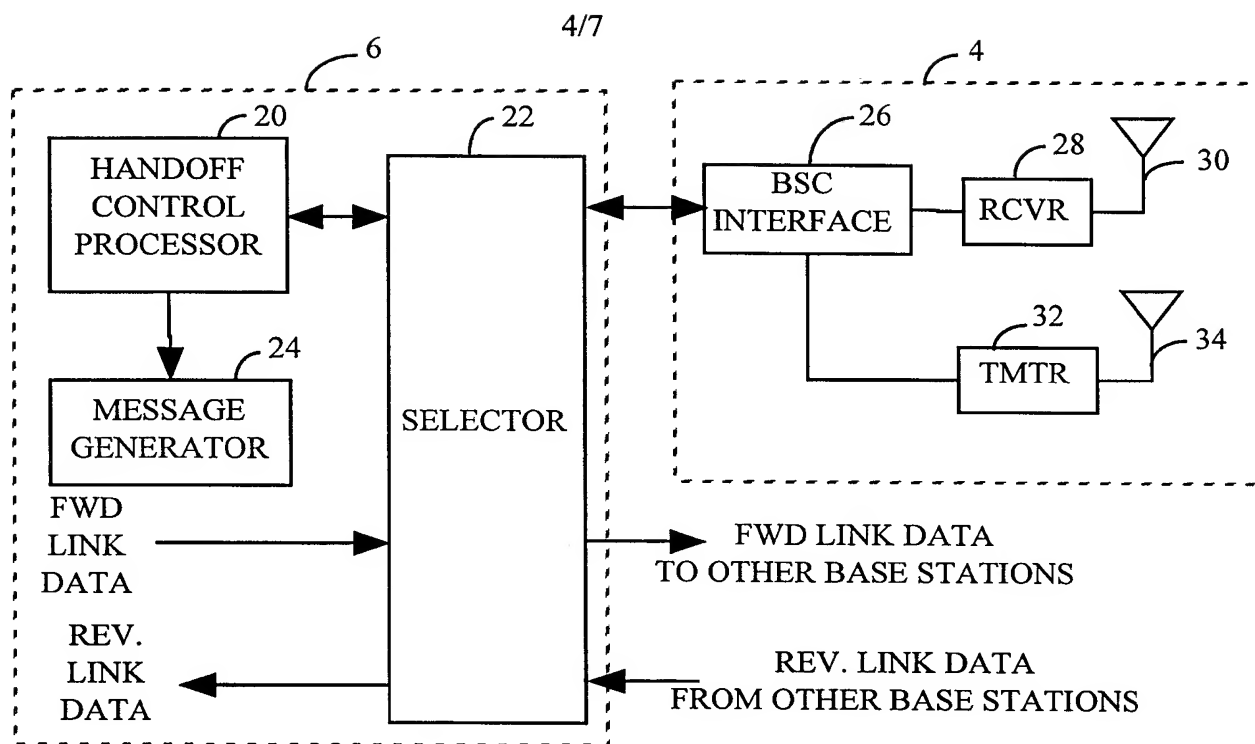 4/7
6
4
20
HANDOFF
CONTROL
PROCESSOR
22
SELECTOR
24
MESSAGE
GENERATOR
FWD
LINK
DATA
REV.
LINK
DATA
26
BSC
INTERFACE
28
RCVR
30
32
TMTR
34
FWD LINK DATA
TO OTHER BASE STATIONS
REV. LINK DATA
FROM OTHER BASE STATIONS